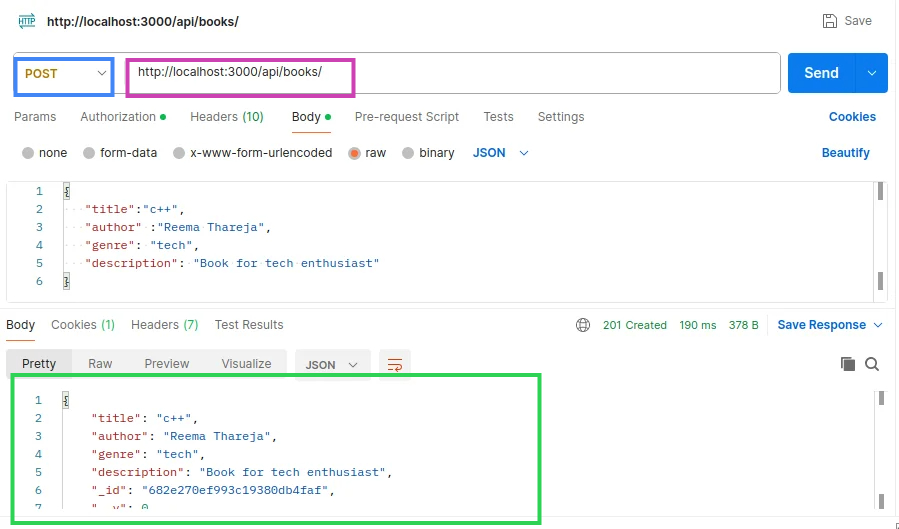 HTTP http://localhost:3000/api/books/ Save
POST http://localhost:3000/api/books/ Send
Params Authorization Headers (10) Body Pre-request Script Tests Settings Cookies
none form-data x-www-form-urlencoded raw binary JSON Beautify
1 {
2 "title":"c++",
3 "author" :"Reema Thareja",
4 "genre": "tech",
5 "description": "Book for tech enthusiast"
6 }
Body Cookies (1) Headers (7) Test Results 201 Created 190 ms 378 B Save Response
Pretty Raw Preview Visualize JSON
1 {
2 "title": "c++",
3 "author": "Reema Thareja",
4 "genre": "tech",
5 "description": "Book for tech enthusiast",
6 "_id": "682e270ef993c19380db4faf",
7 "__v": 0